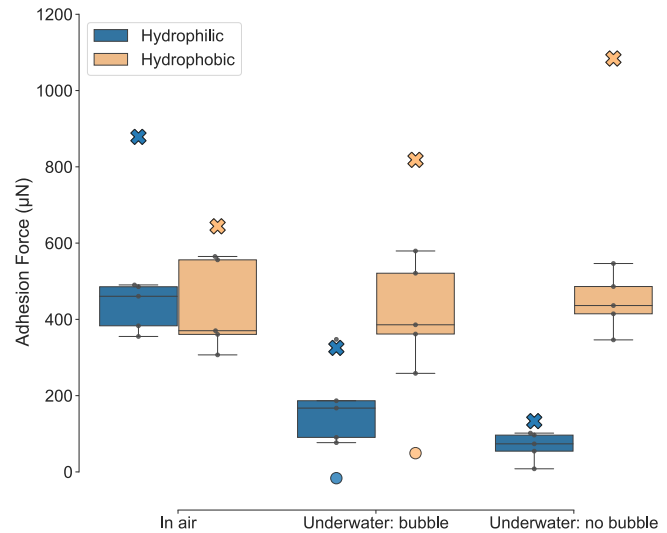 1200
1000
800
600
400
200
0
Adhesion Force (μN)
Hydrophilic
Hydrophobic
In air
Underwater: bubble
Underwater: no bubble